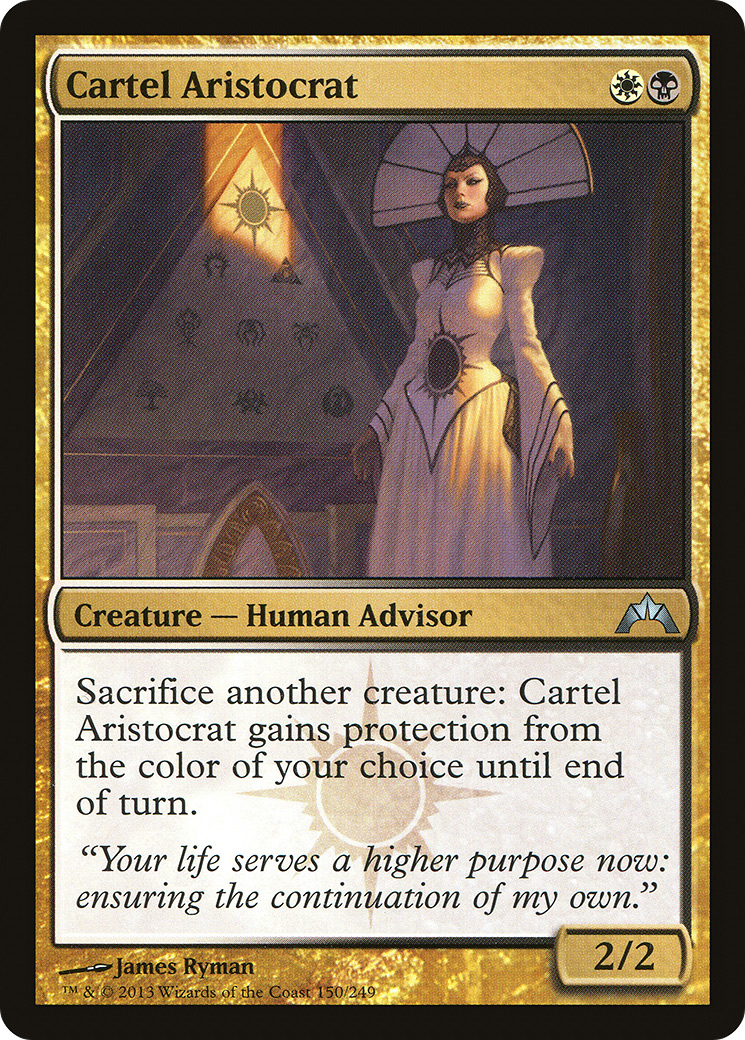 Cartel Aristocrat
Creature — Human Advisor
Sacrifice another creature: Cartel
Aristocrat gains protection from
the color of your choice until end
of turn.
“Your life serves a higher purpose now:
ensuring the continuation of my own.”
2/2
James Ryman
™ & © 2013 Wizards of the Coast 150/249